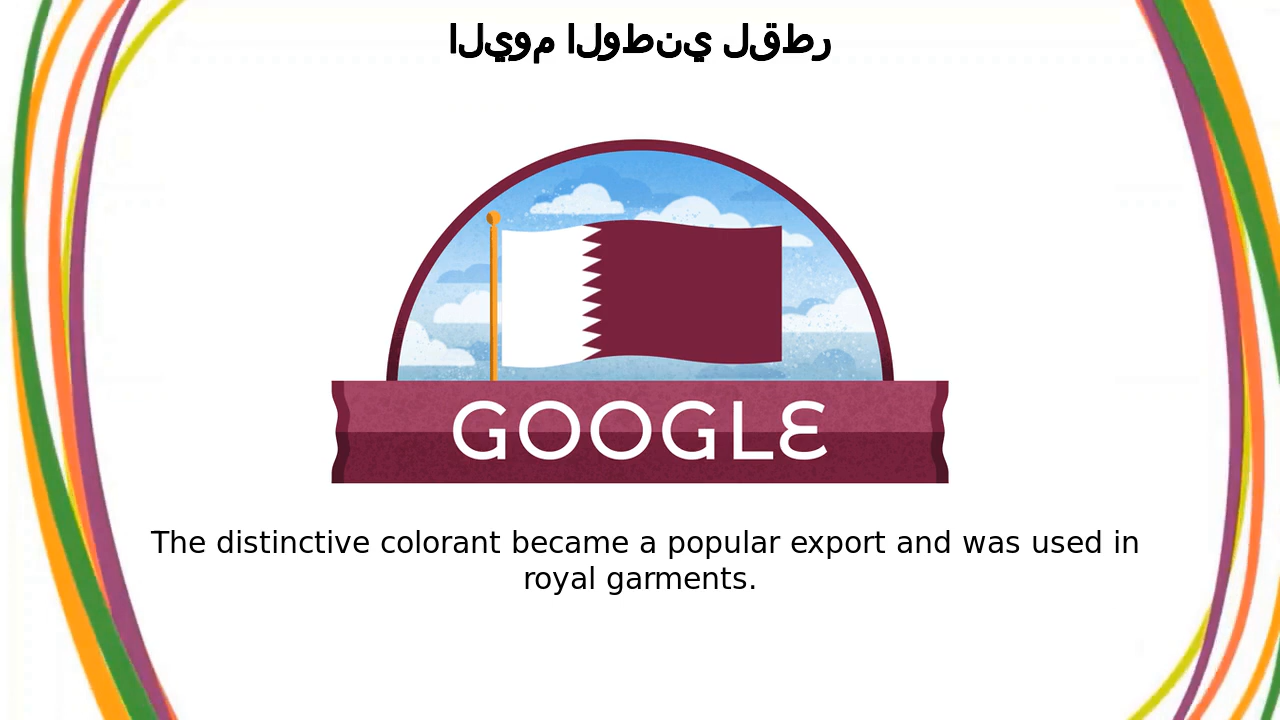 اليوم الوطني لقطر
GOOGLE
The distinctive colorant became a popular export and was used in
royal garments.